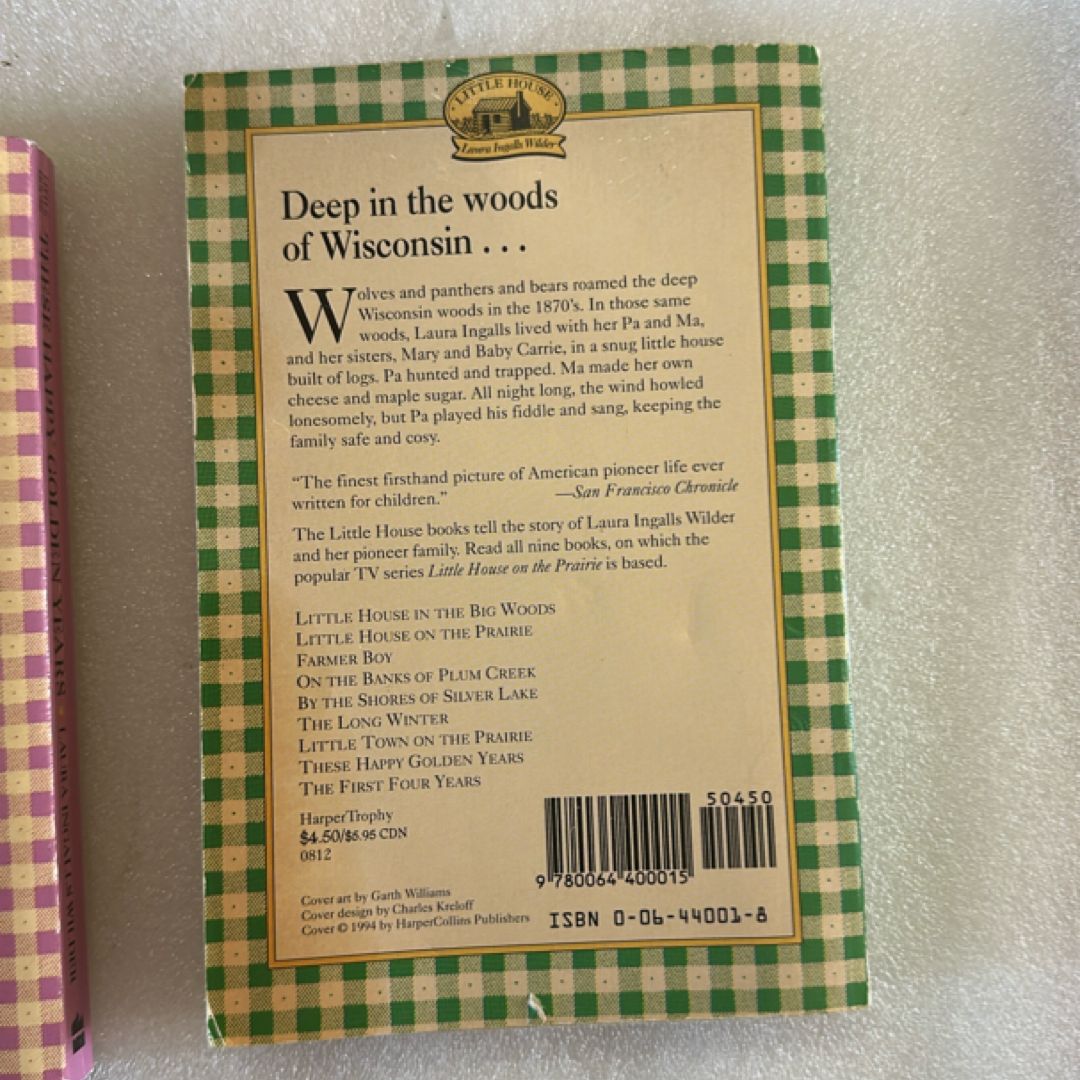 THESE HAPPY GOLDEN YEARS • LAURA INGALLS WILDER
LITTLE HOUSE
Laura Ingalls Wilder
Deep in the woods
of Wisconsin . . .
Wolves and panthers and bears roamed the deep
Wisconsin woods in the 1870's. In those same
woods, Laura Ingalls lived with her Pa and Ma,
and her sisters, Mary and Baby Carrie, in a snug little house
built of logs. Pa hunted and trapped. Ma made her own
cheese and maple sugar. All night long, the wind howled
lonesomely, but Pa played his fiddle and sang, keeping the
family safe and cosy.
“The finest firsthand picture of American pioneer life ever
written for children.” —San Francisco Chronicle
The Little House books tell the story of Laura Ingalls Wilder
and her pioneer family. Read all nine books, on which the
popular TV series Little House on the Prairie is based.
LITTLE HOUSE IN THE BIG WOODS
LITTLE HOUSE ON THE PRAIRIE
FARMER BOY
ON THE BANKS OF PLUM CREEK
BY THE SHORES OF SILVER LAKE
THE LONG WINTER
LITTLE TOWN ON THE PRAIRIE
THESE HAPPY GOLDEN YEARS
THE FIRST FOUR YEARS
HarperTrophy
$4.50/$6.95 CDN
0812
50450
9 780064 400015
ISBN 0-06-44001-8
Cover art by Garth Williams
Cover design by Charles Kreloff
Cover © 1994 by HarperCollins Publishers